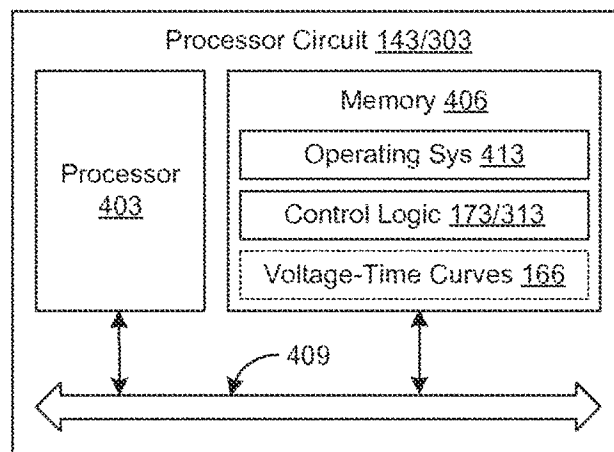 Processor Circuit 143/303
Processor
403
Memory 406
Operating Sys 413
Control Logic 173/313
Voltage-Time Curves 166
409